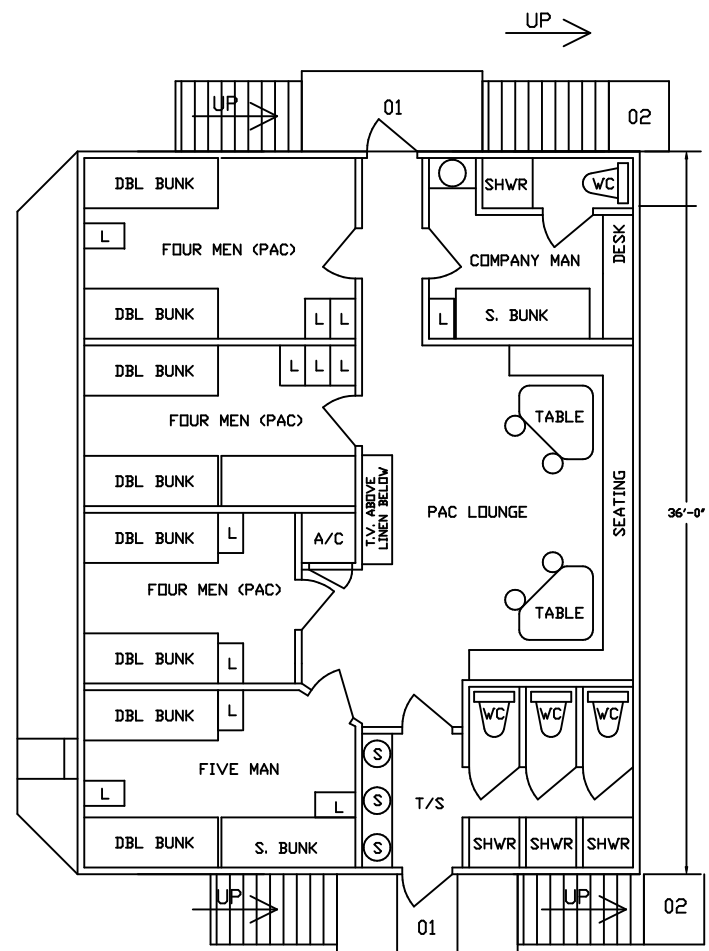 UP
UP
01
02
DBL BUNK
SHWR
WC
L
FOUR MEN (PAC)
COMPANY MAN
DESK
DBL BUNK
L
L
L
S. BUNK
DBL BUNK
L
L
L
FOUR MEN (PAC)
TABLE
DBL BUNK
T.V. ABOVE
LINEN BELOW
PAC LOUNGE
SEATING
36'-0"
DBL BUNK
L
A/C
FOUR MEN (PAC)
TABLE
DBL BUNK
L
DBL BUNK
L
WC
WC
WC
S
FIVE MAN
L
L
S
T/S
DBL BUNK
S. BUNK
S
SHWR
SHWR
SHWR
UP
01
UP
02